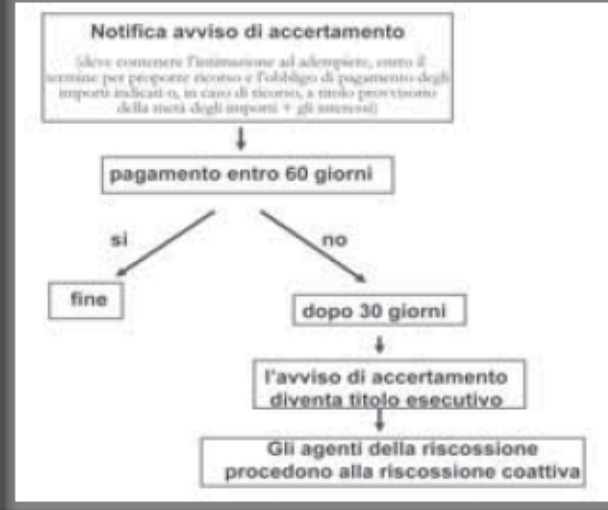 Notifica avviso di accertamento
(deve contenere l'intimazione ad adempiere, entro il
termine per proporre ricorso e l'obbligo di pagamento degli
importi indicati o, in caso di ricorso, a titolo provvisorio
della metà degli importi + gli interessi)
pagamento entro 60 giorni
si
no
fine
dopo 30 giorni
l'avviso di accertamento
diventa titolo esecutivo
Gli agenti della riscossione
procedono alla riscossione coattiva